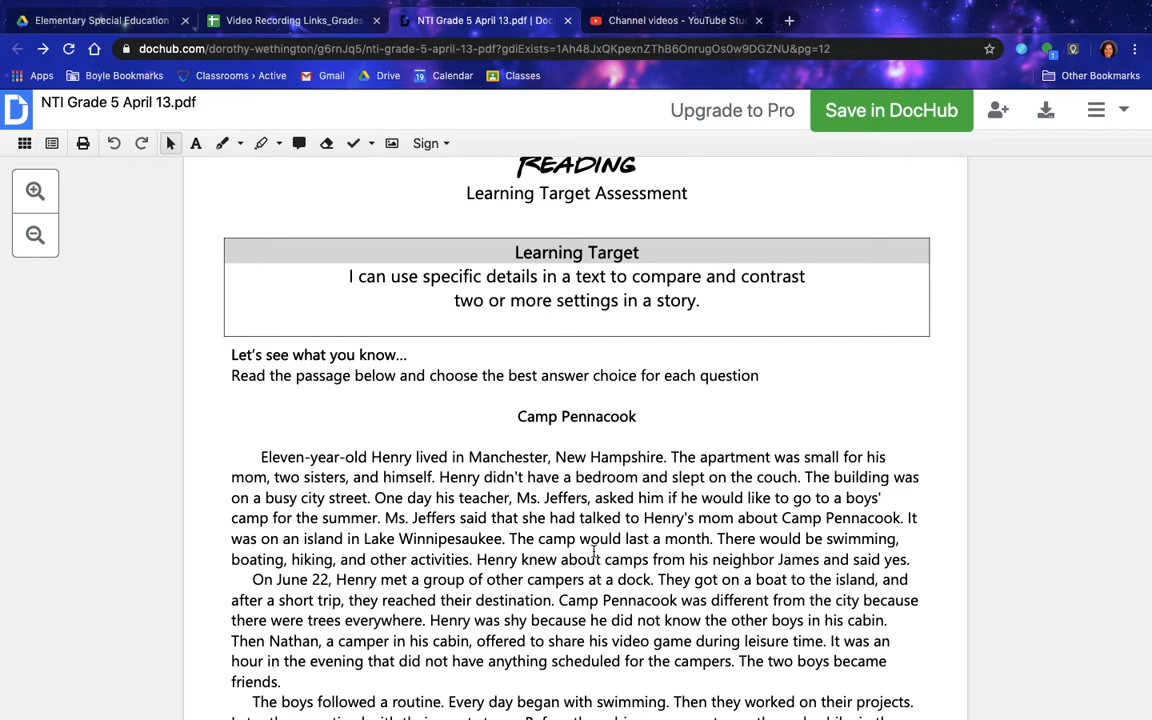 Elementary Special Education
Video Recording Links_Grades
NTI Grade 5 April 13.pdf | Doc
Channel videos - YouTube Stu
dochub.com/dorothy-wethington/g6rnJq5/nti-grade-5-april-13-pdf?gdiExists=1Ah48JxQKpexnZThB6OnrugOs0w9DGZNU&pg=12
Apps
Boyle Bookmarks
Classrooms > Active
Gmail
Drive
19 Calendar
Classes
Other Bookmarks
NTI Grade 5 April 13.pdf
Upgrade to Pro
Save in DocHub
Sign
READING
Learning Target Assessment
Learning Target
I can use specific details in a text to compare and contrast
two or more settings in a story.
Let's see what you know...
Read the passage below and choose the best answer choice for each question
Camp Pennacook
Eleven-year-old Henry lived in Manchester, New Hampshire. The apartment was small for his
mom, two sisters, and himself. Henry didn't have a bedroom and slept on the couch. The building was
on a busy city street. One day his teacher, Ms. Jeffers, asked him if he would like to go to a boys'
camp for the summer. Ms. Jeffers said that she had talked to Henry's mom about Camp Pennacook. It
was on an island in Lake Winnipesaukee. The camp would last a month. There would be swimming,
boating, hiking, and other activities. Henry knew about camps from his neighbor James and said yes.
On June 22, Henry met a group of other campers at a dock. They got on a boat to the island, and
after a short trip, they reached their destination. Camp Pennacook was different from the city because
there were trees everywhere. Henry was shy because he did not know the other boys in his cabin.
Then Nathan, a camper in his cabin, offered to share his video game during leisure time. It was an
hour in the evening that did not have anything scheduled for the campers. The two boys became
friends.
The boys followed a routine. Every day began with swimming. Then they worked on their projects.